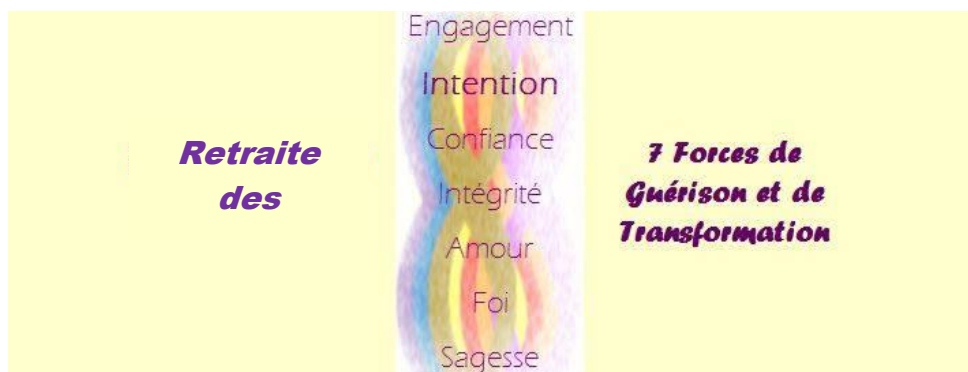 Retraite
des
Engagement
Intention
Confiance
Intégrité
Amour
Foi
Sagesse
7 Forces de
Guérison et de
Transformation